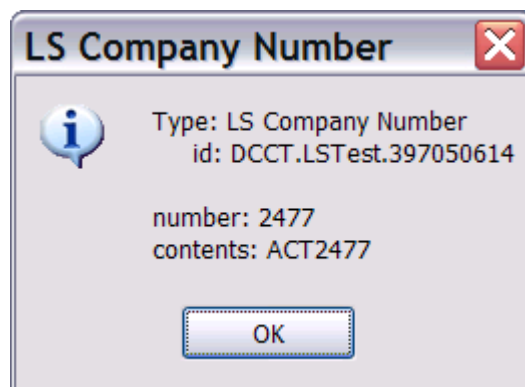 LS Company Number
Type: LS Company Number
id: DCCT.LSTest.397050614
number: 2477
contents: ACT2477
OK